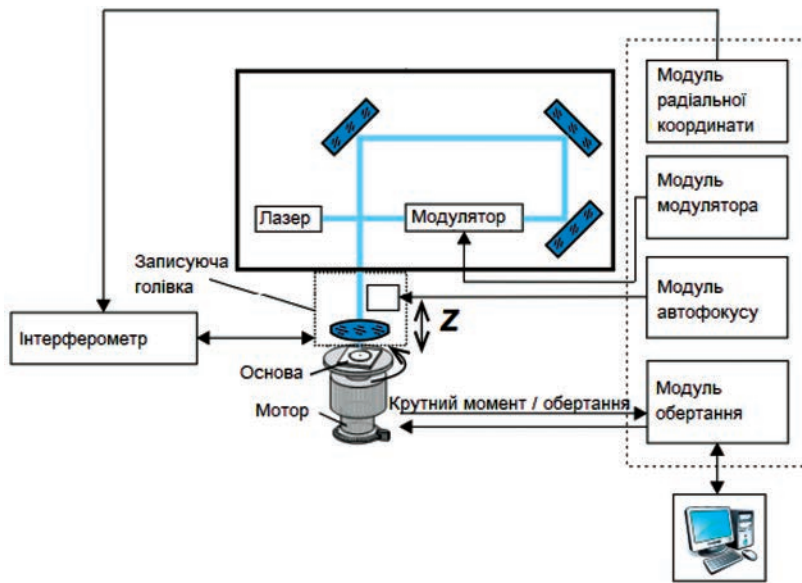 Модуль
радіальної
координати
Модуль
модулятора
Лазер
Модулятор
Записуюча
голівка
Модуль
автофокусу
Z
Інтерферометр
Основа
Мотор
Крутний момент / обертання
Модуль
обертання